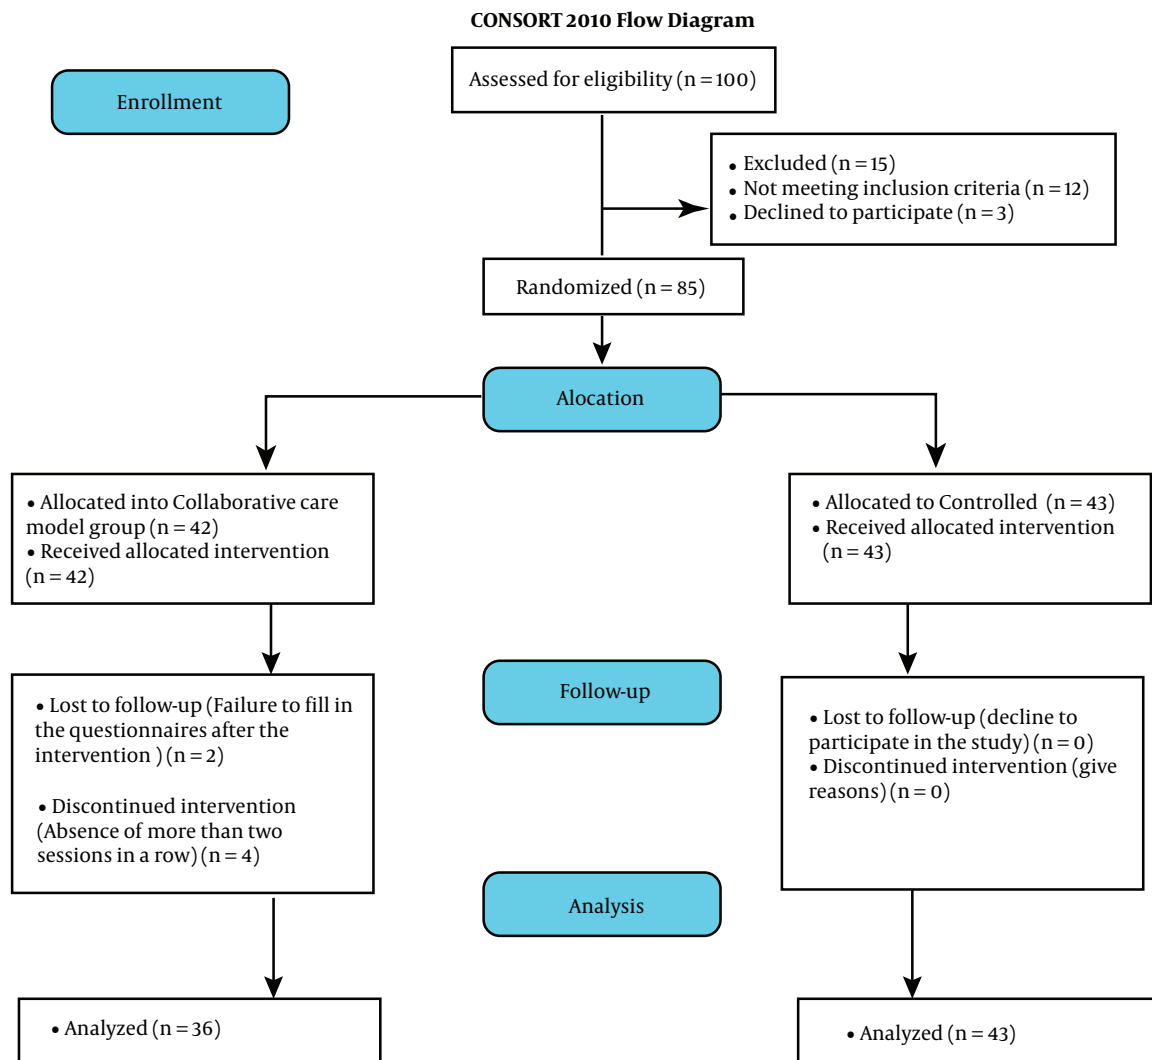 CONSORT 2010 Flow Diagram
Assessed for eligibility (n = 100)
Enrollment
• Excluded (n = 15)
• Not meeting inclusion criteria (n = 12)
• Declined to participate (n = 3)
Randomized (n = 85)
Alocation
• Allocated into Collaborative care
model group (n = 42)
• Received allocated intervention
(n = 42)
• Allocated to Controlled (n = 43)
• Received allocated intervention
(n = 43)
• Lost to follow-up (Failure to fill in
the questionnaires after the
intervention ) (n = 2)
• Discontinued intervention
(Absence of more than two
sessions in a row) (n = 4)
Follow-up
• Lost to follow-up (decline to
participate in the study) (n = 0)
• Discontinued intervention (give
reasons) (n = 0)
Analysis
• Analyzed (n = 36)
• Analyzed (n = 43)